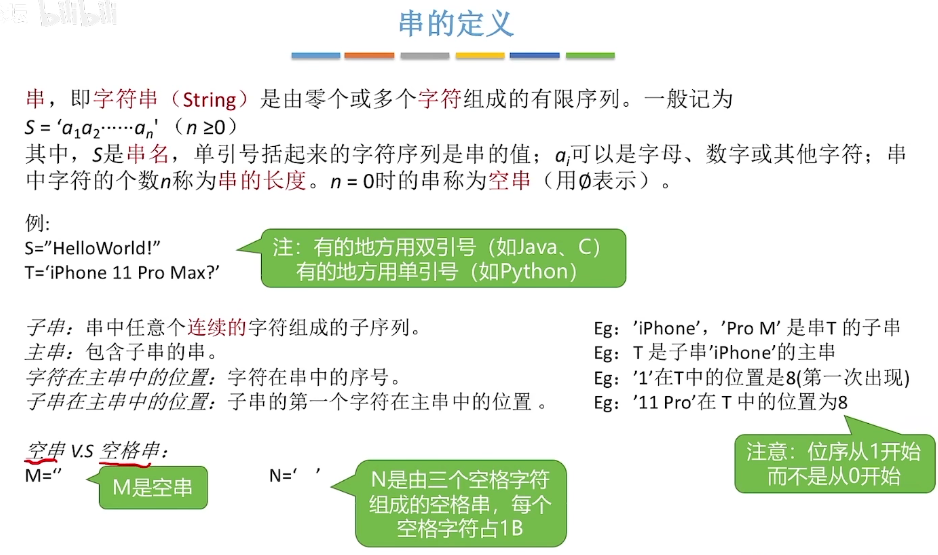 bilibili
串的定义
串，即字符串（String）是由零个或多个字符组成的有限序列。一般记为
S = ‘a₁a₂······aₙ' （n ≥0）
其中，S是串名，单引号括起来的字符序列是串的值；aᵢ可以是字母、数字或其他字符；串
中字符的个数n称为串的长度。n = 0时的串称为空串（用∅表示）。
例:
S=”HelloWorld!”
T=‘iPhone 11 Pro Max?’
注：有的地方用双引号（如Java、C）
有的地方用单引号（如Python）
子串：串中任意个连续的字符组成的子序列。
Eg：’iPhone’，’Pro M’ 是串T 的子串
主串：包含子串的串。
Eg：T 是子串’iPhone’的主串
字符在主串中的位置：字符在串中的序号。
Eg：’1’在T中的位置是8(第一次出现)
子串在主串中的位置：子串的第一个字符在主串中的位置 。
Eg：’11 Pro’在 T 中的位置为8
注意：位序从1开始
而不是从0开始
空串 V.S 空格串：
M=‘’
M是空串
N=‘   ’
N是由三个空格字符
组成的空格串，每个
空格字符占1B